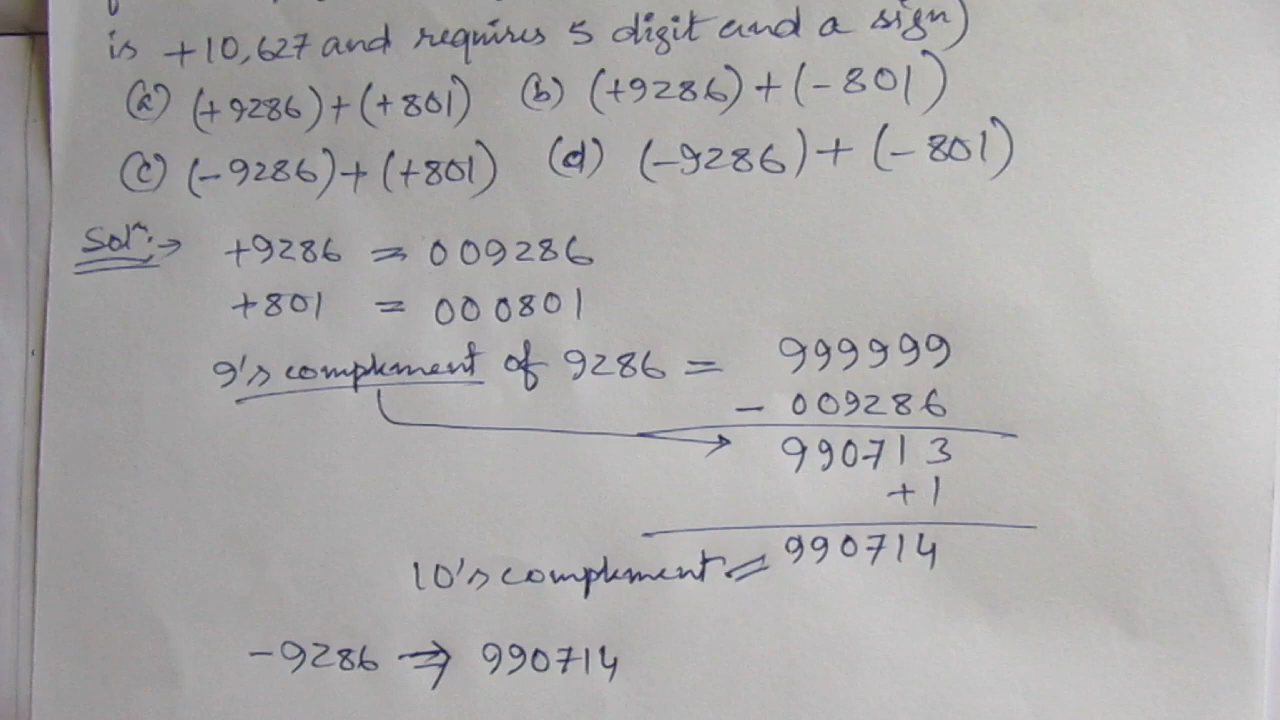 is +10,627 and requires 5 digit and a sign)
(a) (+9286)+(+801) (b) (+9286)+(-801)
(c) (-9286)+(+801) (d) (-9286)+(-801)
Solⁿ:→ +9286 = 009286
+801 = 000801
9's complement of 9286 = 999999
- 009286
990713
+1
10's complement = 990714
-9286 ⇒ 990714